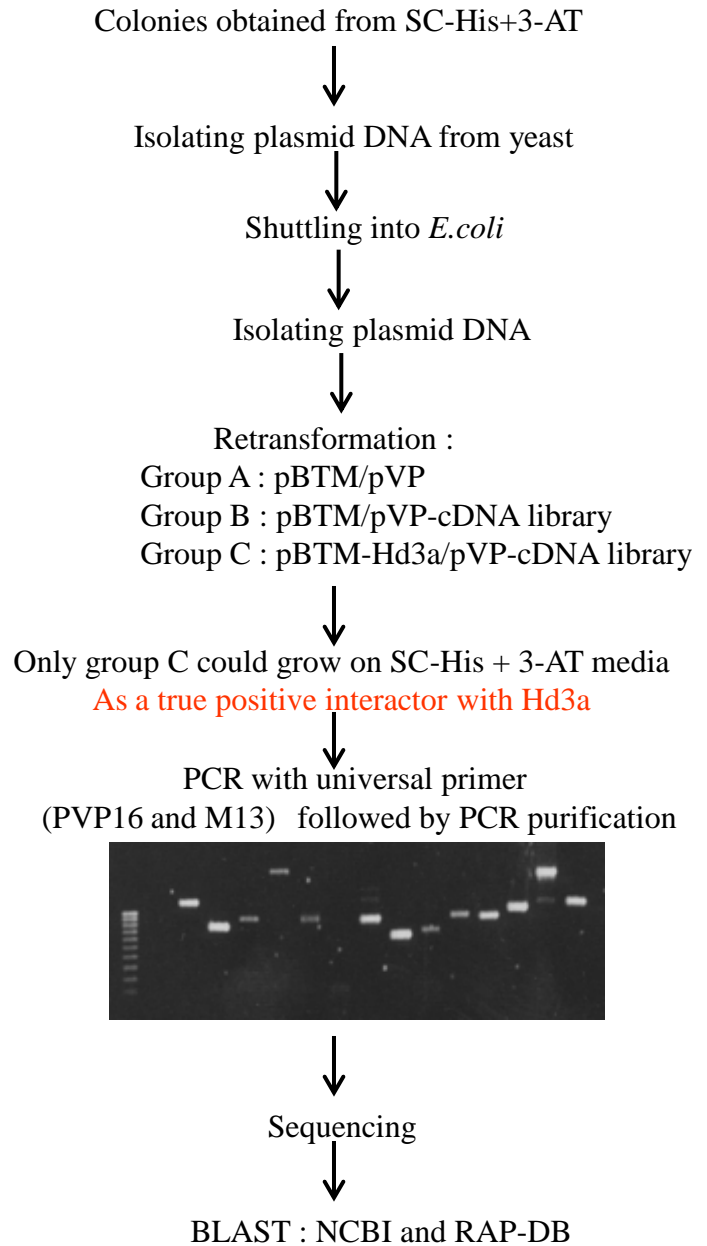 Colonies obtained from SC-His+3-AT
Isolating plasmid DNA from yeast
Shuttling into E.coli
Isolating plasmid DNA
Retransformation :
Group A : pBTM/pVP
Group B : pBTM/pVP-cDNA library
Group C : pBTM-Hd3a/pVP-cDNA library
Only group C could grow on SC-His + 3-AT media
As a true positive interactor with Hd3a
PCR with universal primer
(PVP16 and M13) followed by PCR purification
Sequencing
BLAST : NCBI and RAP-DB